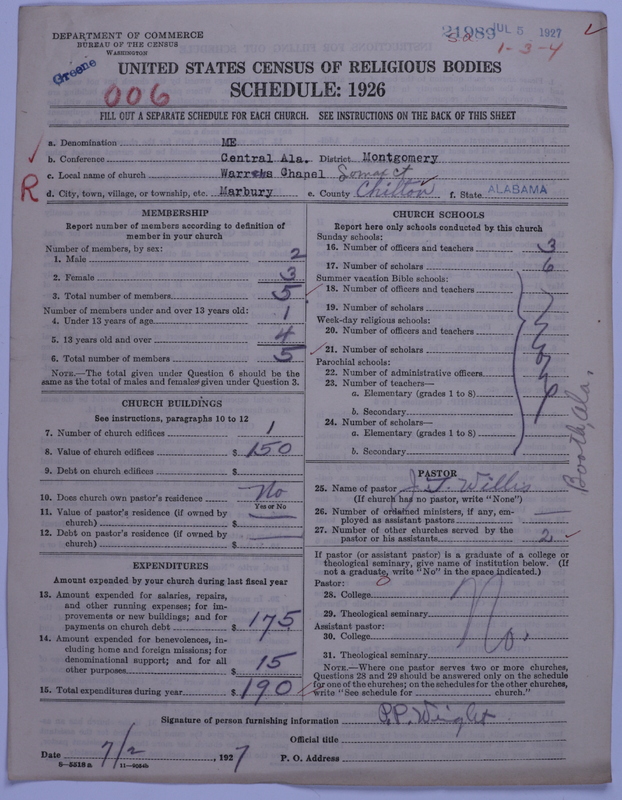 DEPARTMENT OF COMMERCE
BUREAU OF THE CENSUS
WASHINGTON
21989 JUL 5 1927
1-3-4
Greene
UNITED STATES CENSUS OF RELIGIOUS BODIES
006
SCHEDULE: 1926
FILL OUT A SEPARATE SCHEDULE FOR EACH CHURCH. SEE INSTRUCTIONS ON THE BACK OF THIS SHEET
a. Denomination ME
b. Conference Central Ala. District Montgomery
c. Local name of church Chapel
R d. City, town, village, or township, etc. Marbury e. County Chilton f. State ALABAMA
MEMBERSHIP
Report number of members according to definition of
member in your church
Number of members, by sex:
1. Male 2
2. Female 3
3. Total number of members 5
Number of members under and over 13 years old:
4. Under 13 years of age 1
5. 13 years old and over 4
6. Total number of members 5
NOTE.—The total given under Question 6 should be
same as the total of males and females given under Question 3.
CHURCH BUILDINGS
See instructions, paragraphs 10 to 12
7. Number of church edifices 1
8. Value of church edifices $ 150
9. Debt on church edifices $
10. Does church own pastor's residence No
Yes or No
11. Value of pastor's residence (if owned by
church) $
12. Debt on pastor's residence (if owned by
church) $
EXPENDITURES
Amount expended by your church during last fiscal year
13. Amount expended for salaries, repairs,
and other running expenses; for im-
provements or new buildings; and for
payments on church debt $ 175
14. Amount expended for benevolences, in-
cluding home and foreign missions; for
denominational support; and for all
other purposes $ 15
15. Total expenditures during year $ 190
CHURCH SCHOOLS
Report here only schools conducted by this church
Sunday schools:
16. Number of officers and teachers 3
17. Number of scholars 6
Summer vacation Bible schools:
18. Number of officers and teachers
19. Number of scholars
Week-day religious schools:
20. Number of officers and teachers
21. Number of scholars
Parochial schools:
22. Number of administrative officers
23. Number of teachers—
a. Elementary (grades 1 to 8)
b. Secondary
24. Number of scholars—
a. Elementary (grades 1 to 8)
b. Secondary
Booth, Ala.
PASTOR
25. Name of pastor J. T. Willis
(If church has no pastor, write "None")
26. Number of ordained ministers, if any, em-
ployed as assistant pastors
27. Number of other churches served by the
pastor or his assistants 2
If pastor (or assistant pastor) is a graduate of a college or
theological seminary, give name of institution below. (If
not a graduate, write "No" in the space indicated.)
Pastor: 0
28. College
29. Theological seminary
Assistant pastor: No.
30. College
31. Theological seminary
NOTE.—Where one pastor serves two or more churches,
Questions 28 and 29 should be answered only on the schedule
for one of the churches; on the schedules for the other churches,
write "See schedule for church."
Signature of person furnishing information P.P. Wright
Official title
Date 7/2, 1927 P. O. Address
8—5518 a 11—9054b